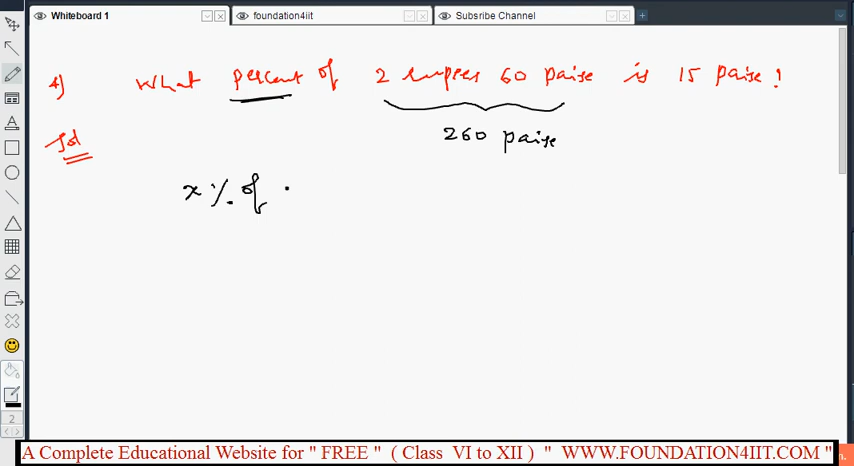 Whiteboard 1
foundation4iit
Subsribe Channel
4) What percent of 2 rupees 60 paise is 15 paise?
260 paise
Sol
x % of
2
A Complete Educational Website for " FREE " ( Class VI to XII ) " WWW.FOUNDATION4IIT.COM "